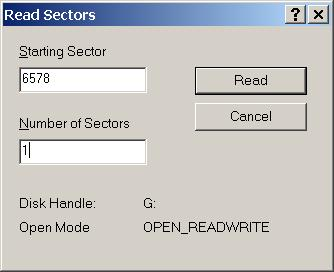 Read Sectors
Starting Sector
6578
Read
Number of Sectors
Cancel
1
Disk Handle: G:
Open Mode OPEN_READWRITE